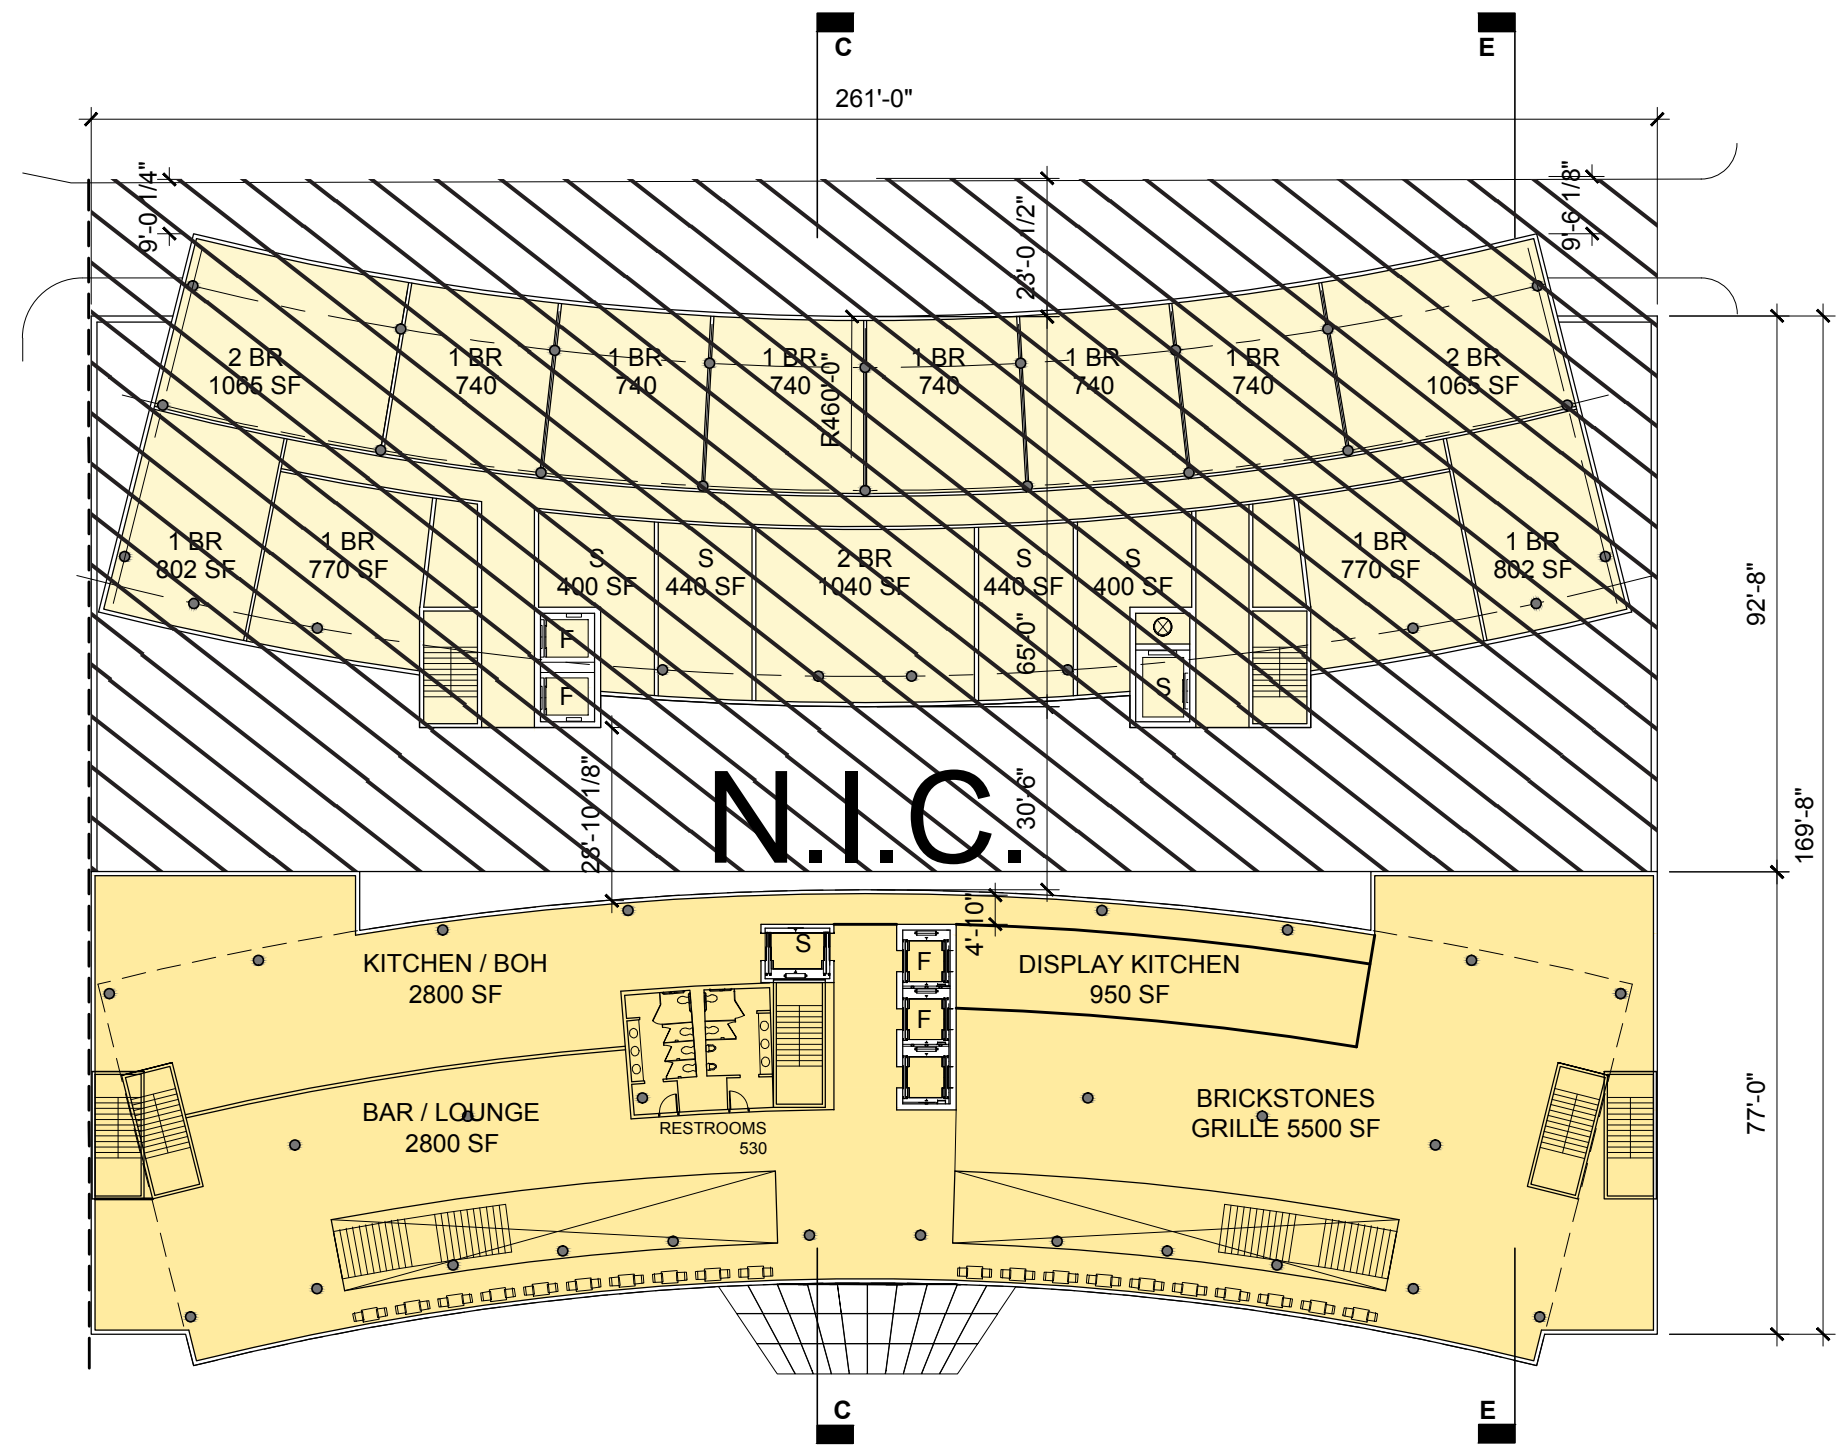 C
E
261'-0"
9'-0 1/4"
23'-0 1/2"
9'-6 1/8"
2 BR
1065 SF
1 BR
740
1 BR
740
1 BR
740
1 BR
740
1 BR
740
1 BR
740
2 BR
1065 SF
R460'-0"
1 BR
802 SF
1 BR
770 SF
S
400 SF
S
440 SF
2 BR
1040 SF
S
440 SF
S
400 SF
1 BR
770 SF
1 BR
802 SF
92'-8"
F
F
65'-0"
S
28'-10 1/8"
N.I.C.
30'-6"
169'-8"
4'-10"
KITCHEN / BOH
2800 SF
S
F
F
DISPLAY KITCHEN
950 SF
BAR / LOUNGE
2800 SF
RESTROOMS
530
BRICKSTONES
GRILLE 5500 SF
77'-0"
C
E